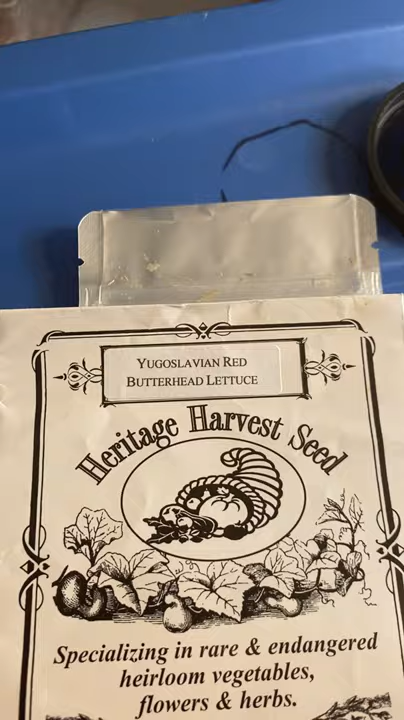 YUGOSLAVIAN RED
BUTTERHEAD LETTUCE
Heritage Harvest Seed
Specializing in rare & endangered
heirloom vegetables,
flowers & herbs.